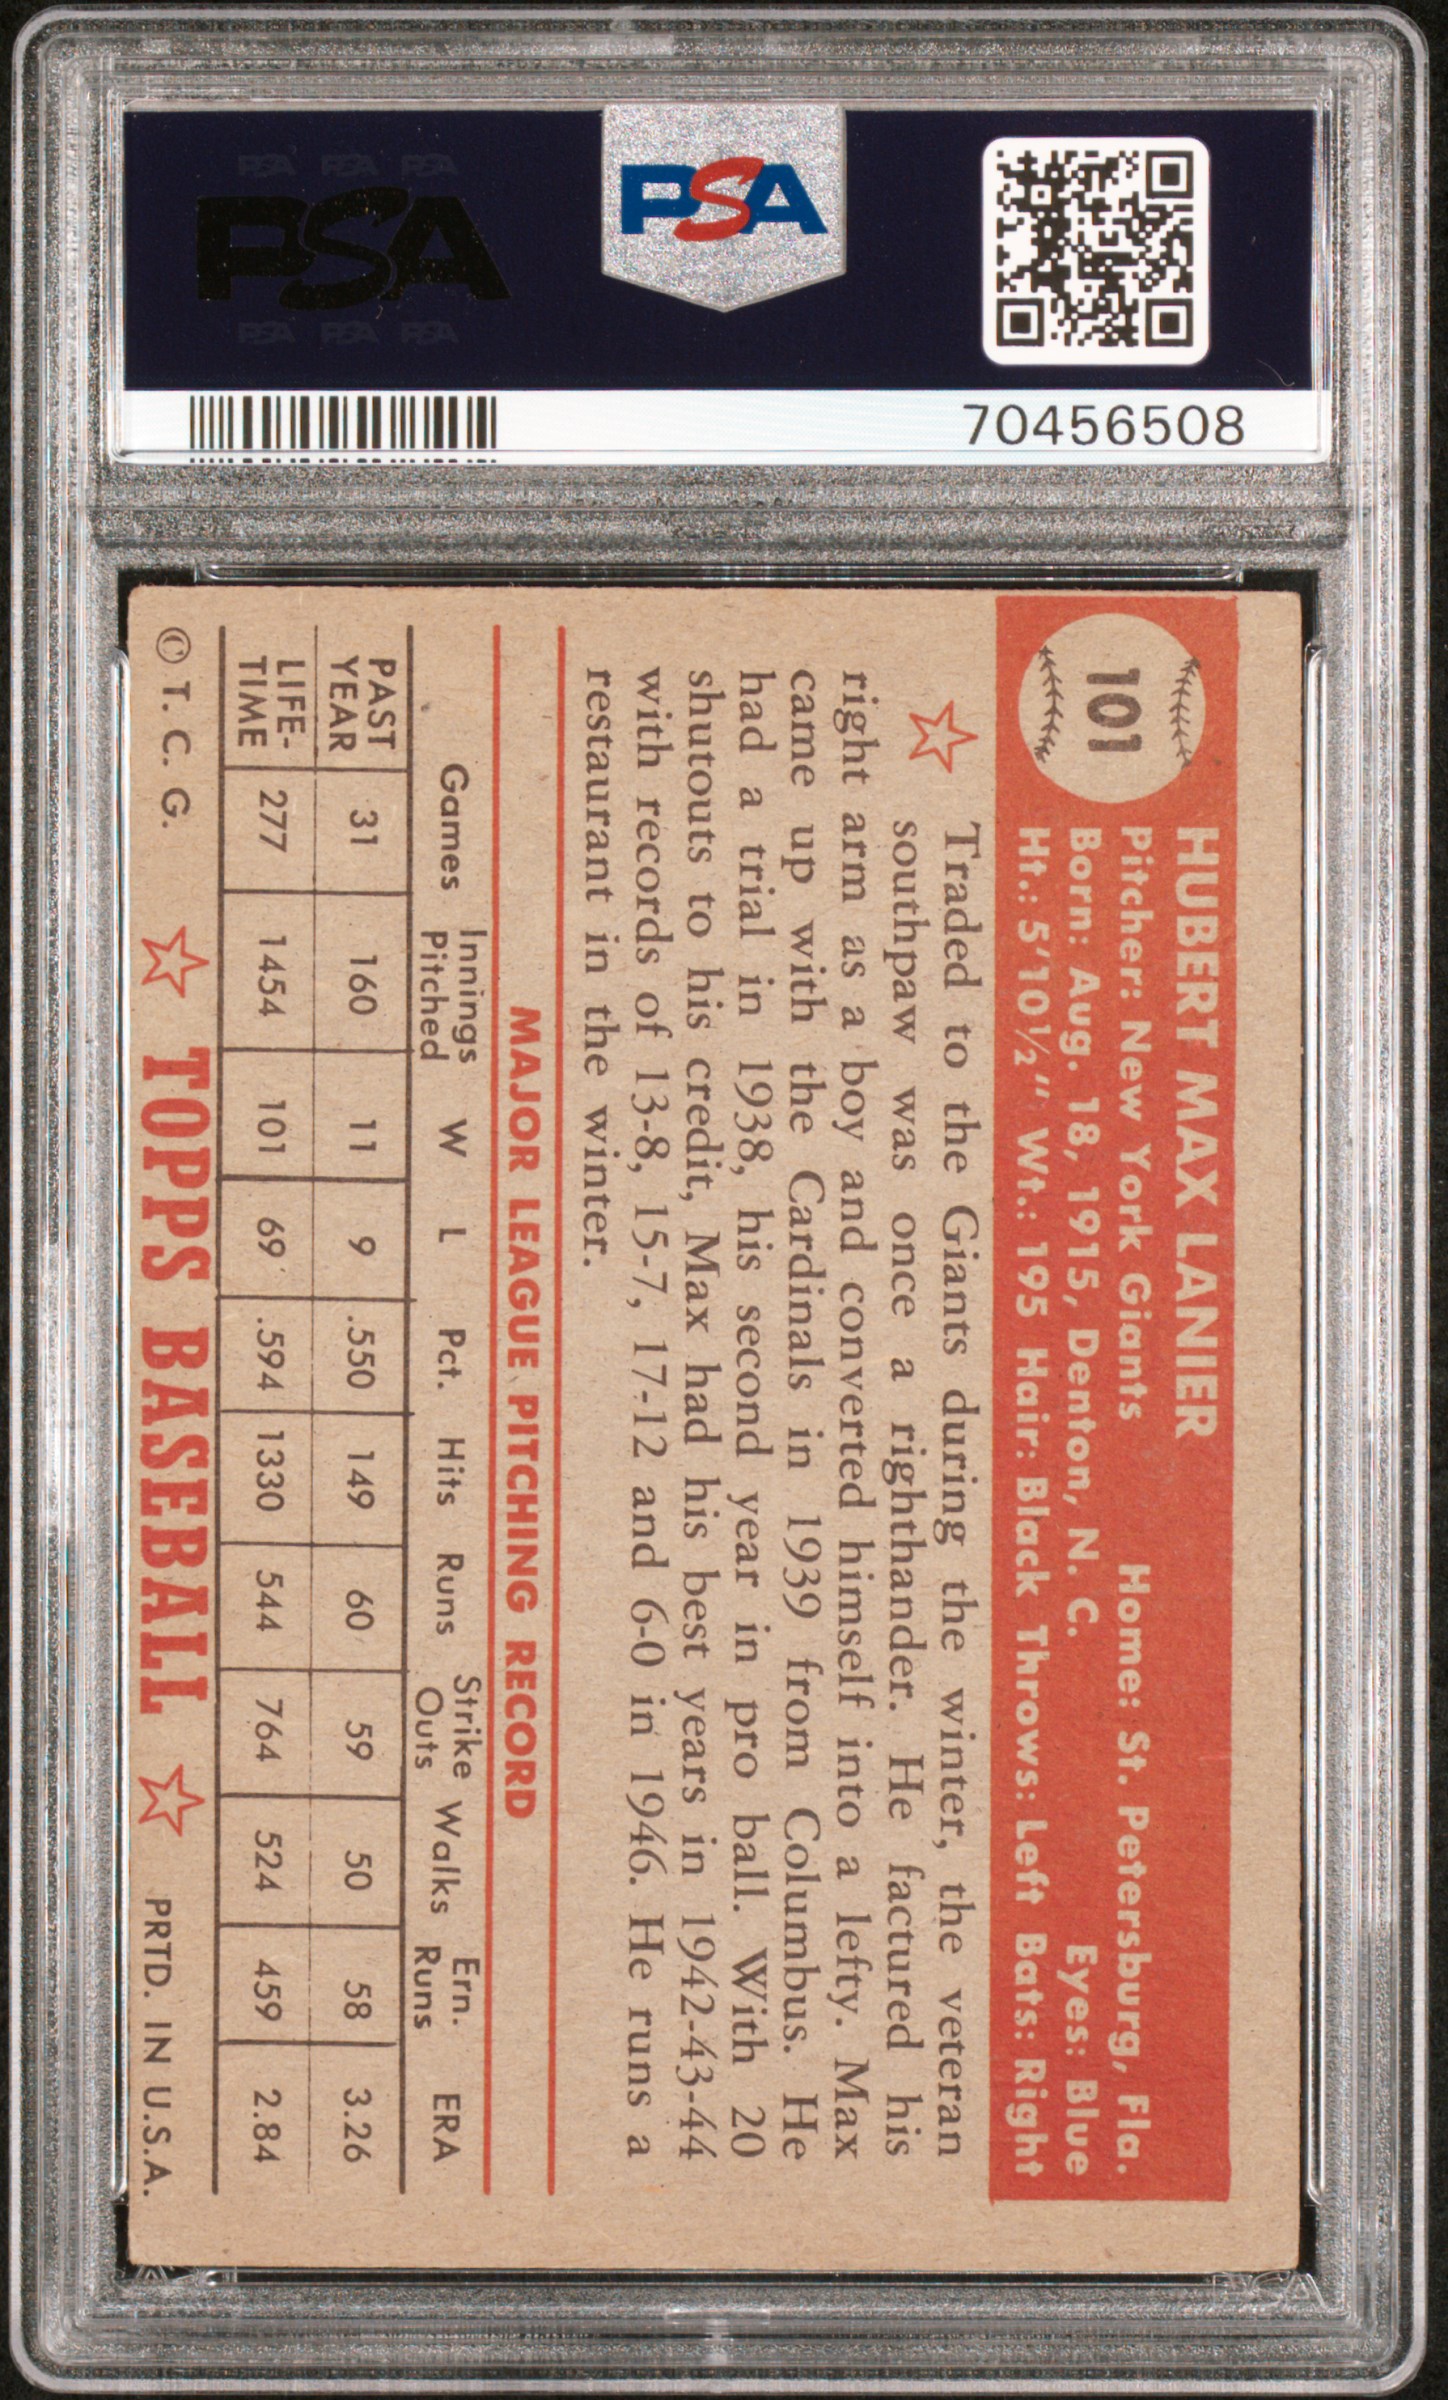 PSA PSA PSA
PSA
PSA PSA PSA
PSA
70456508
101
HUBERT MAX LANIER
Pitcher: New York Giants Home: St. Petersburg, Fla.
Born: Aug. 18, 1915, Denton, N. C. Eyes: Blue
Ht.: 5'10½" Wt.: 195 Hair: Black Throws: Left Bats: Right
Traded to the Giants during the winter, the veteran
southpaw was once a righthander. He factured his
right arm as a boy and converted himself into a lefty. Max
came up with the Cardinals in 1939 from Columbus. He
had a trial in 1938, his second year in pro ball. With 20
shutouts to his credit, Max had his best years in 1942-43-44
with records of 13-8, 15-7, 17-12 and 6-0 in 1946. He runs a
restaurant in the winter.
MAJOR LEAGUE PITCHING RECORD
Games Innings Pitched W L Pct. Hits Runs Strike Outs Walks Ern. Runs ERA
PAST YEAR 31 160 11 9 .550 149 60 59 50 58 3.26
LIFE-TIME 277 1454 101 69 .594 1330 544 764 524 459 2.84
© T. C. G. TOPPS BASEBALL PRTD. IN U.S.A.
PSA